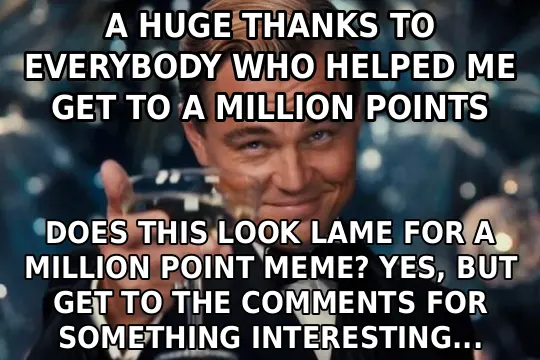 A HUGE THANKS TO
EVERYBODY WHO HELPED ME
GET TO A MILLION POINTS
DOES THIS LOOK LAME FOR A
MILLION POINT MEME? YES, BUT
GET TO THE COMMENTS FOR
SOMETHING INTERESTING...